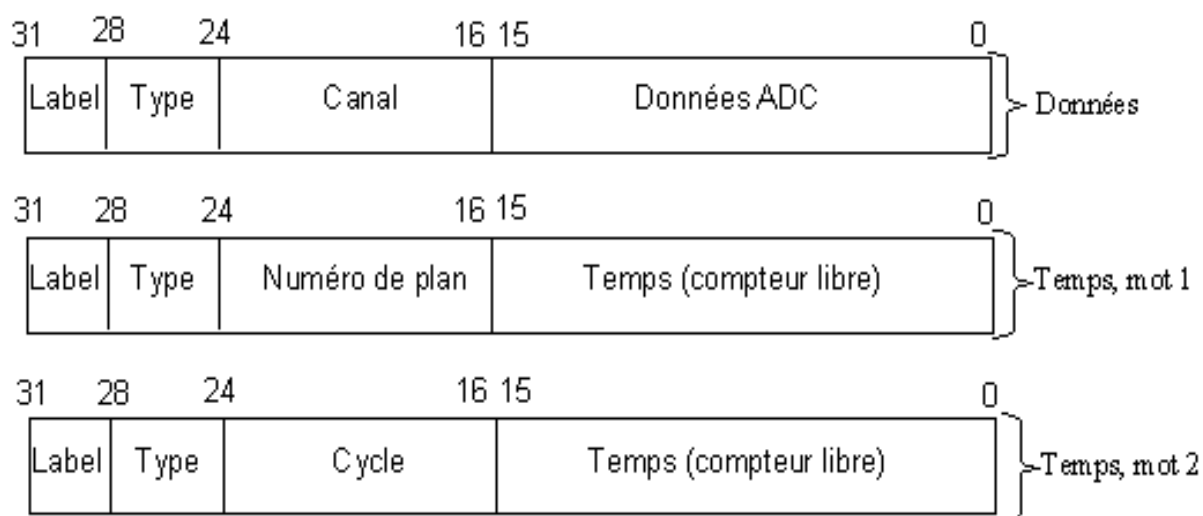 31 28 24 16 15 0
Label Type Canal Données ADC Données
31 28 24 16 15 0
Label Type Numéro de plan Temps (compteur libre) Temps, mot 1
31 28 24 16 15 0
Label Type Cycle Temps (compteur libre) Temps, mot 2